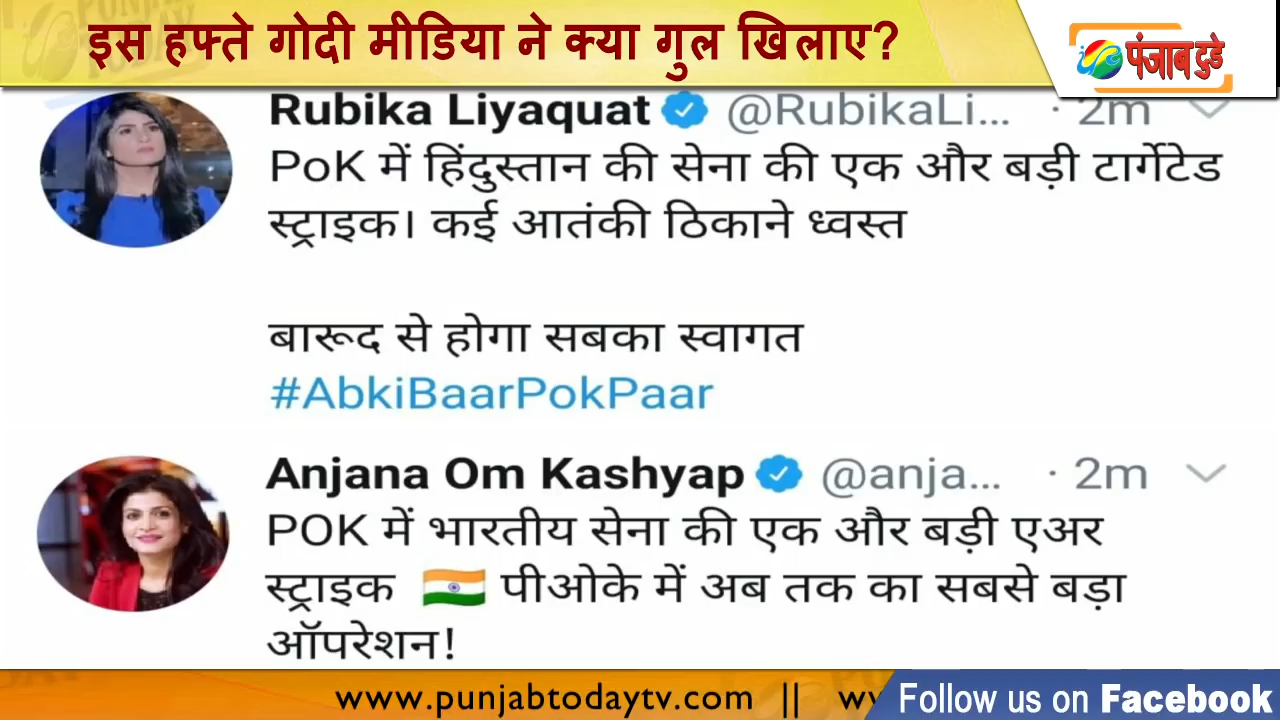 इस हफ्ते गोदी मीडिया ने क्या गुल खिलाए?
पंजाब टुडे
Rubika Liyaquat @RubikaLi... · 2m
PoK में हिंदुस्तान की सेना की एक और बड़ी टार्गेटेड
स्ट्राइक। कई आतंकी ठिकाने ध्वस्त
बारूद से होगा सबका स्वागत
#AbkiBaarPokPaar
Anjana Om Kashyap @anja... · 2m
POK में भारतीय सेना की एक और बड़ी एअर
स्ट्राइक 🇮🇳 पीओके में अब तक का सबसे बड़ा
ऑपरेशन!
www.punjabtodaytv.com || ww
Follow us on Facebook